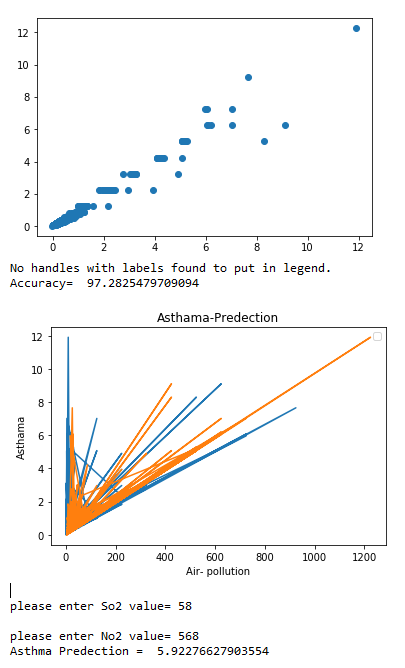 12
10
8
6
4
2
0
0 2 4 6 8 10 12
No handles with labels found to put in legend.
Accuracy= 97.2825479709094
Asthama-Predection
12
10
8
6
4
2
0
Asthama
0 200 400 600 800 1000 1200
Air- pollution
please enter So2 value= 58
please enter No2 value= 568
Asthma Predection = 5.92276627903554